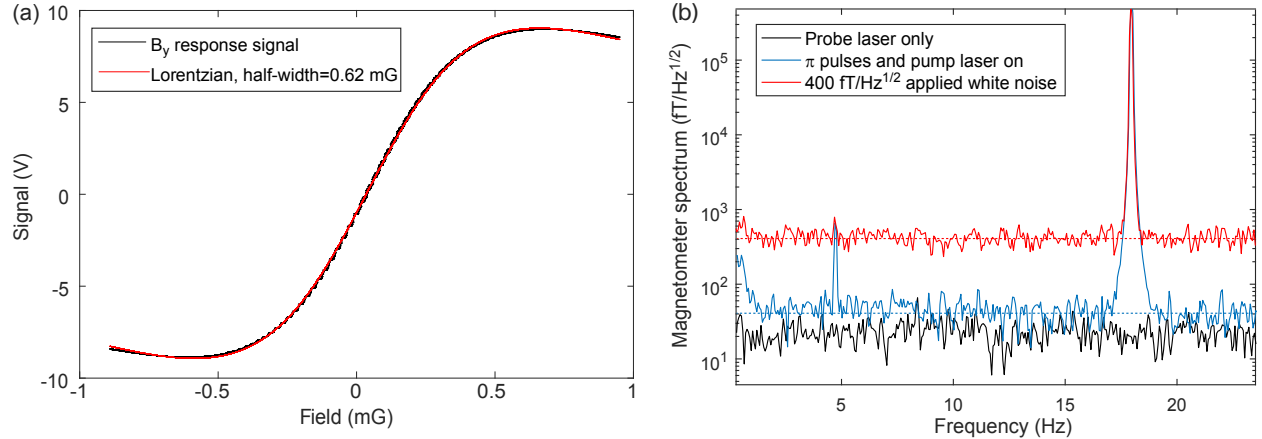 (a)
10
5
0
-5
-10
Signal (V)
B_y response signal
Lorentzian, half-width=0.62 mG
-1
-0.5
0
0.5
1
Field (mG)
(b)
Magnetometer spectrum (fT/Hz^1/2)
10^5
10^4
10^3
10^2
10^1
Probe laser only
π pulses and pump laser on
400 fT/Hz^1/2 applied white noise
5
10
15
20
Frequency (Hz)